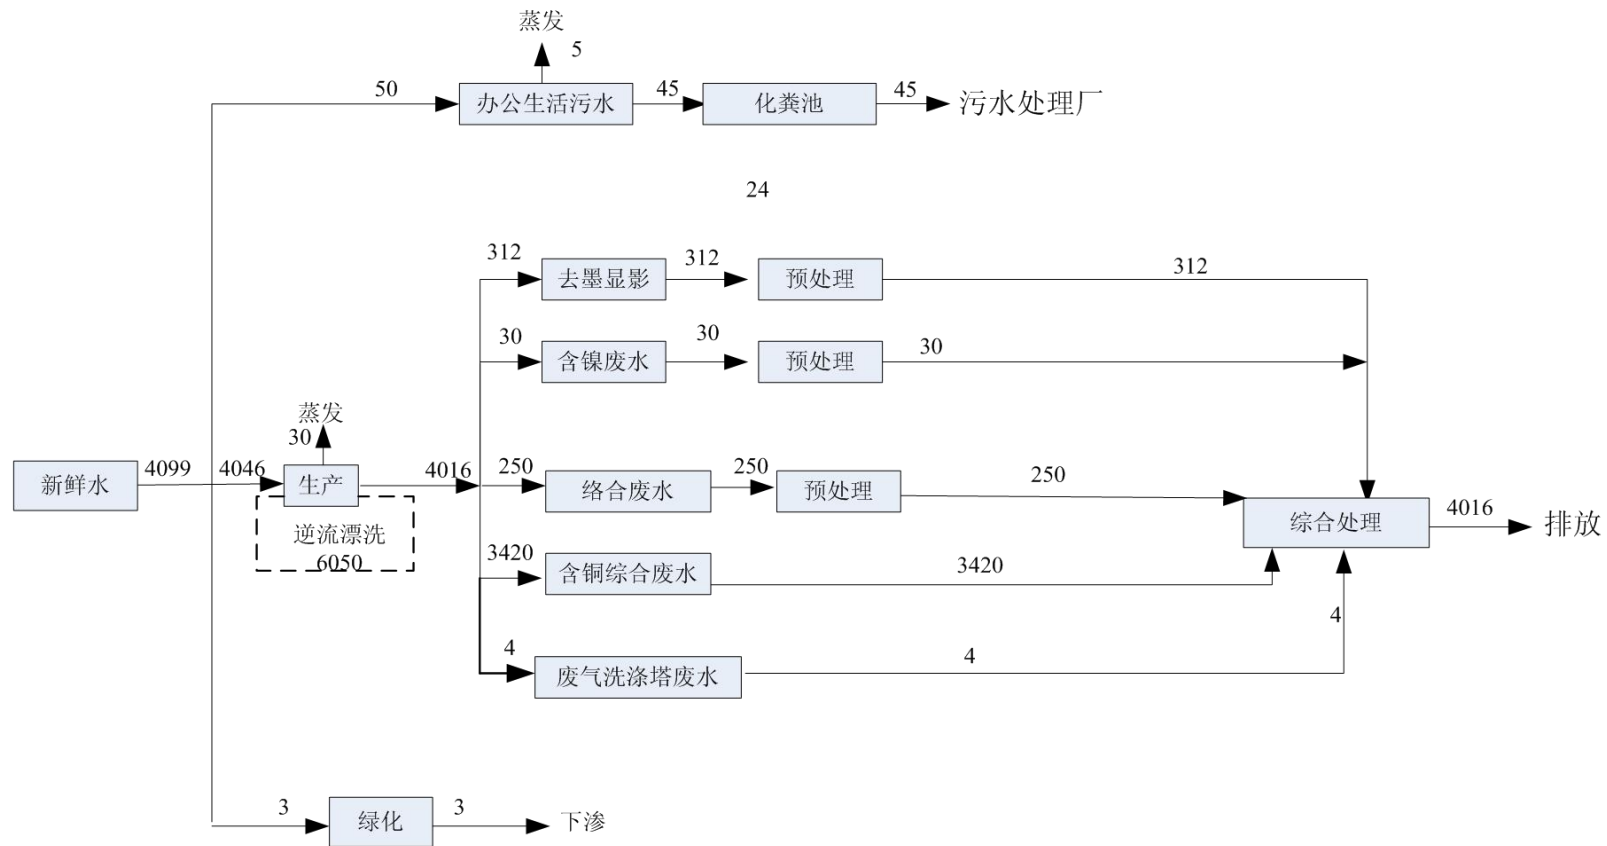 蒸发
5
50
办公生活污水
45
化粪池
45
污水处理厂
24
312
去墨显影
312
预处理
312
30
含镍废水
30
预处理
30
蒸发
30
新鲜水
4099
4046
生产
4016
250
络合废水
250
预处理
250
综合处理
4016
排放
逆流漂洗
6050
3420
含铜综合废水
3420
4
4
废气洗涤塔废水
4
3
绿化
3
下渗